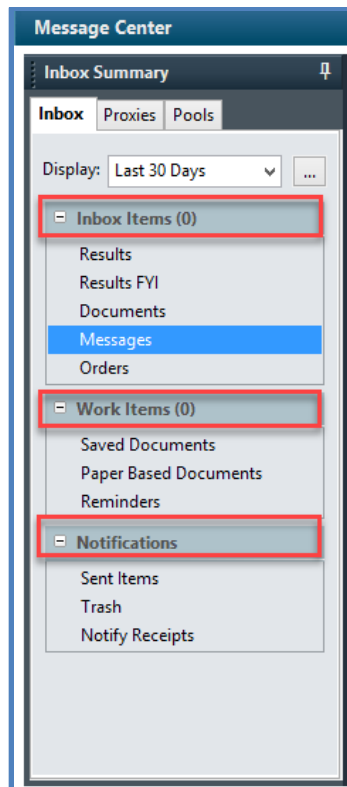 Message Center
Inbox Summary
Inbox Proxies Pools
Display: Last 30 Days ...
Inbox Items (0)
Results
Results FYI
Documents
Messages
Orders
Work Items (0)
Saved Documents
Paper Based Documents
Reminders
Notifications
Sent Items
Trash
Notify Receipts